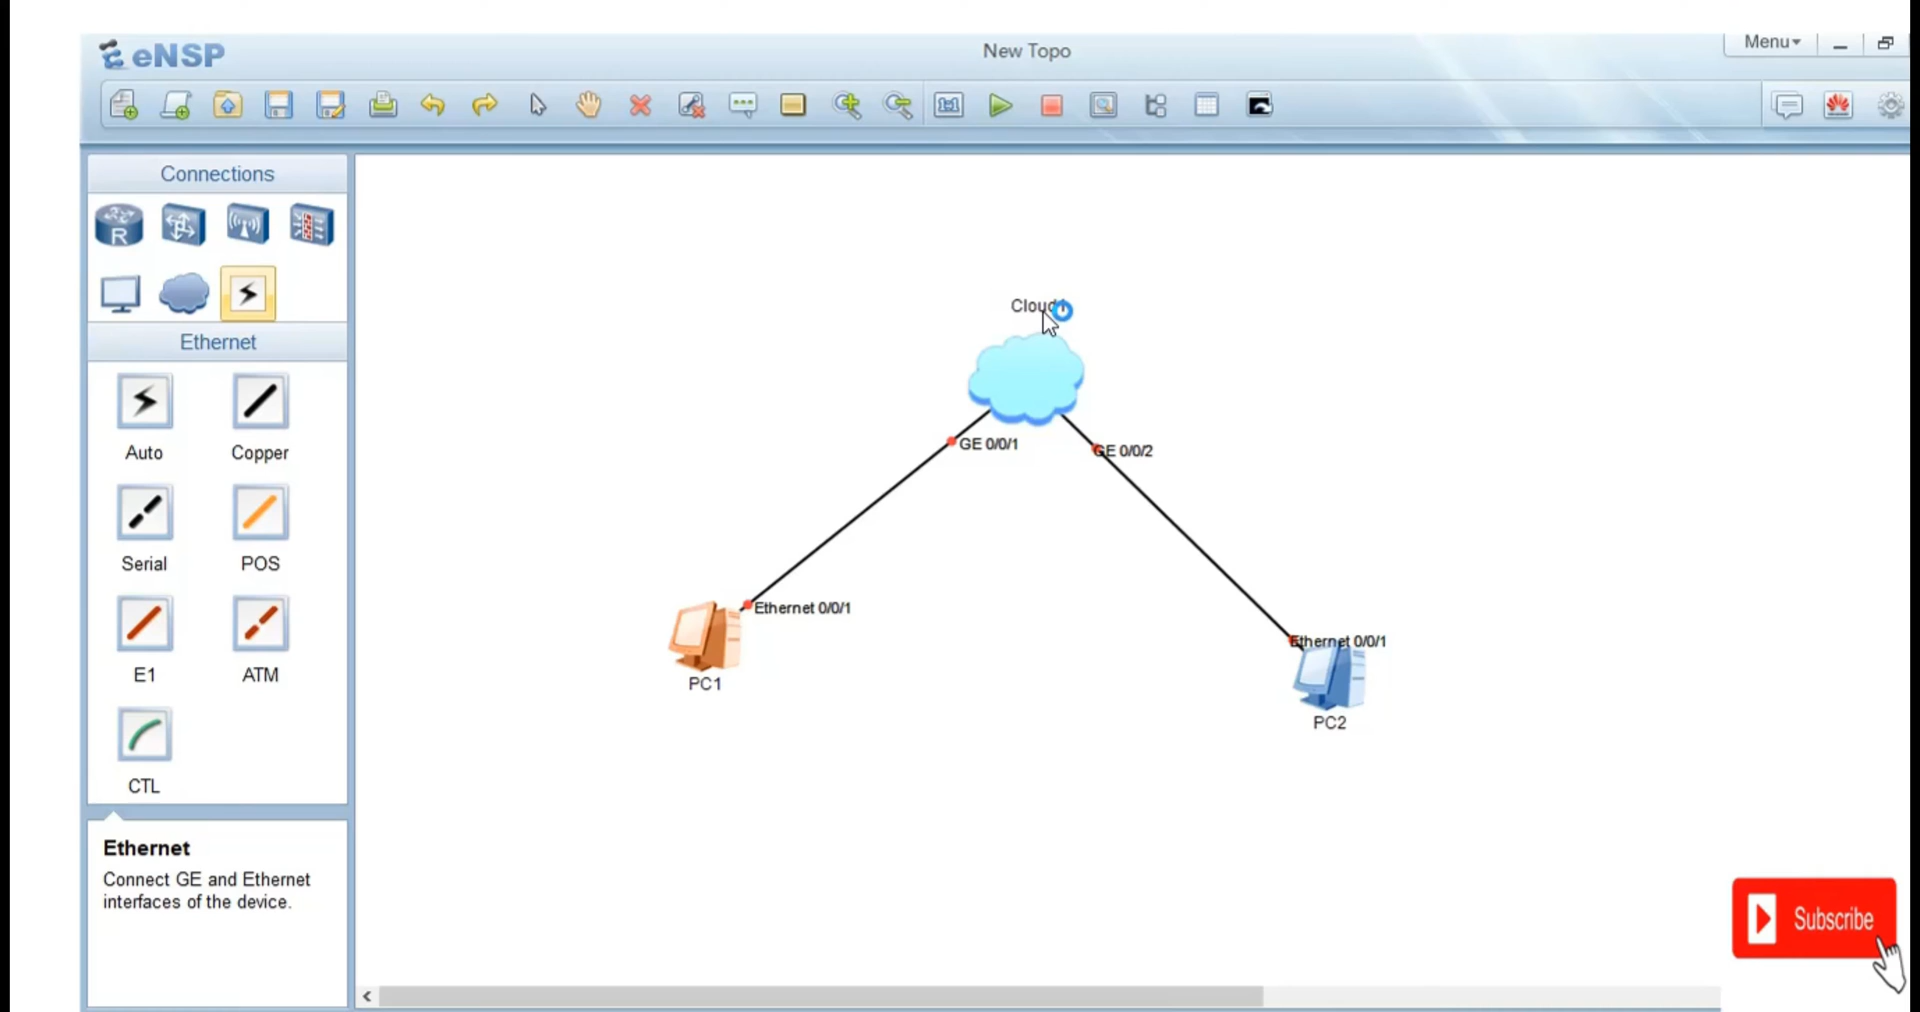 eNSP
New Topo
Menu
Connections
R
Ethernet
Auto
Copper
Serial
POS
E1
ATM
CTL
Ethernet
Connect GE and Ethernet
interfaces of the device.
Cloud1
GE 0/0/1
GE 0/0/2
Ethernet 0/0/1
PC1
Ethernet 0/0/1
PC2
Subscribe